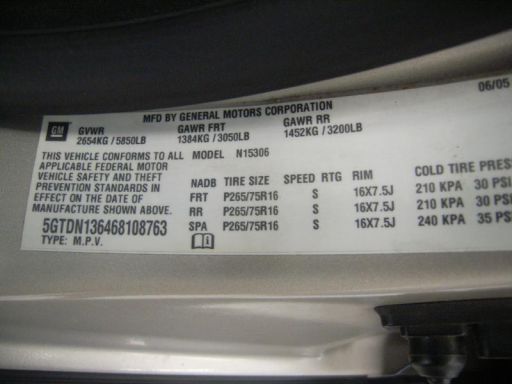 06/05
MFD BY GENERAL MOTORS CORPORATION
GM
GVWR GAWR FRT GAWR RR
2654KG / 5850LB 1384KG / 3050LB 1452KG / 3200LB
THIS VEHICLE CONFORMS TO ALL MODEL N15306
APPLICABLE FEDERAL MOTOR
VEHICLE SAFETY AND THEFT
PREVENTION STANDARDS IN
EFFECT ON THE DATE OF
MANUFACTURE SHOWN ABOVE.
5GTDN136468108763
TYPE: M.P.V.
NADB TIRE SIZE SPEED RTG RIM COLD TIRE PRES
FRT P265/75R16 S 16X7.5J 210 KPA 30 PSI
RR P265/75R16 S 16X7.5J 210 KPA 30 PSI
SPA P265/75R16 S 16X7.5J 240 KPA 35 PSI